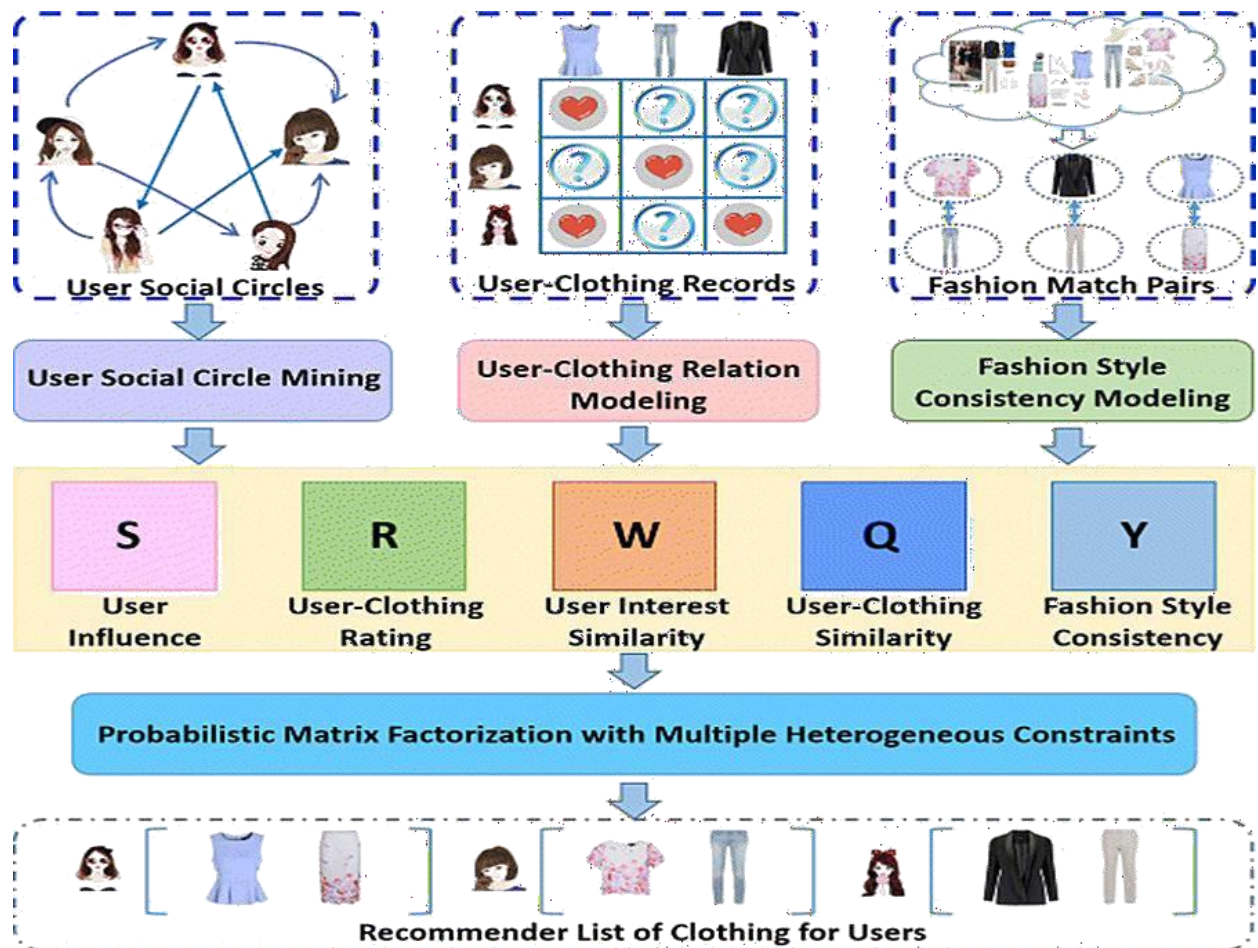 User Social Circles
User-Clothing Records
Fashion Match Pairs
User Social Circle Mining
User-Clothing Relation
Modeling
Fashion Style
Consistency Modeling
S
R
W
Q
Y
User
Influence
User-Clothing
Rating
User Interest
Similarity
User-Clothing
Similarity
Fashion Style
Consistency
Probabilistic Matrix Factorization with Multiple Heterogeneous Constraints
Recommender List of Clothing for Users